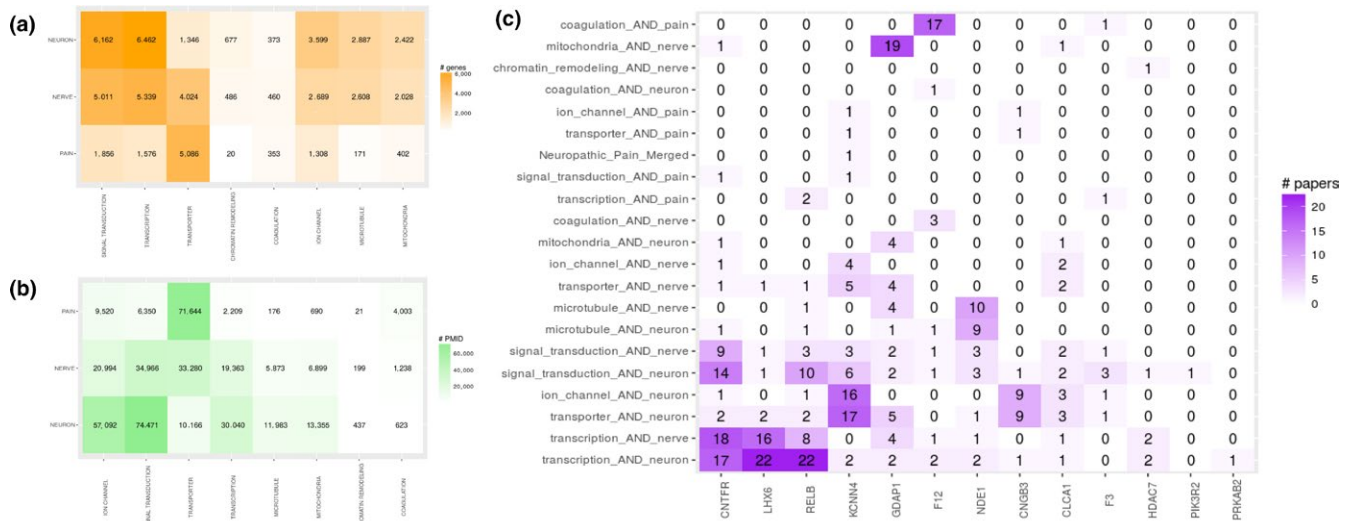 (a)
NEURON 6.162 6.462 1.346 677 373 3.599 2.887 2.422
NERVE 5.011 5.339 4.024 486 460 2.689 2.608 2.028
PAIN 1.856 1.576 5.086 20 353 1.308 171 402
SIGNAL TRANSDUCTION
TRANSCRIPTION
TRANSPORTER
CHROMATIN REMODELING
COAGULATION
ION CHANNEL
MICROTUBULE
MITOCHONDRIA
# genes
6,000
4,000
2,000
(b)
PAIN 9,520 6,350 71.644 2.209 176 690 21 4,003
NERVE 20,994 34,966 33,280 19,363 5.873 6.899 199 1,238
NEURON 57,092 74.471 10.166 30.040 11.983 13.355 437 623
ION CHANNEL
NAL TRANSDUCTION
TRANSPORTER
TRANSCRIPTION
MICROTUBULE
MITOCHONDRIA
OMATIN REMODELING
COAGULATION
# PMID
60,000
40,000
20,000
(c)
coagulation_AND_pain 0 0 0 0 0 17 0 0 0 1 0 0 0
mitochondria_AND_nerve 1 0 0 0 19 0 0 0 1 0 0 0 0
chromatin_remodeling_AND_nerve 0 0 0 0 0 0 0 0 0 0 1 0 0
coagulation_AND_neuron 0 0 0 0 0 1 0 0 0 0 0 0 0
ion_channel_AND_pain 0 0 0 1 0 0 0 1 0 0 0 0 0
transporter_AND_pain 0 0 0 1 0 0 0 1 0 0 0 0 0
Neuropathic_Pain_Merged 0 0 0 1 0 0 0 0 0 0 0 0 0
signal_transduction_AND_pain 1 0 0 1 0 0 0 0 0 0 0 0 0
transcription_AND_pain 0 0 2 0 0 0 0 0 0 1 0 0 0
coagulation_AND_nerve 0 0 0 0 0 3 0 0 0 0 0 0 0
mitochondria_AND_neuron 1 0 0 0 4 0 0 0 1 0 0 0 0
ion_channel_AND_nerve 1 0 0 4 0 0 0 0 2 0 0 0 0
transporter_AND_nerve 1 1 1 5 4 0 0 0 2 0 0 0 0
microtubule_AND_nerve 0 0 1 0 4 0 10 0 0 0 0 0 0
microtubule_AND_neuron 1 0 1 0 1 1 9 0 0 0 0 0 0
signal_transduction_AND_nerve 9 1 3 3 2 1 3 0 2 1 0 0 0
signal_transduction_AND_neuron 14 1 10 6 2 1 3 1 2 3 1 1 0
ion_channel_AND_neuron 1 0 1 16 0 0 0 9 3 1 0 0 0
transporter_AND_neuron 2 2 2 17 5 0 1 9 3 1 0 0 0
transcription_AND_nerve 18 16 8 0 4 1 1 0 1 0 2 0 0
transcription_AND_neuron 17 22 22 2 2 2 2 1 1 0 2 0 1
CNTFR
LHX6
RELB
KCNN4
GDAP1
F12
NDE1
CNGB3
CLCA1
F3
HDAC7
PIK3R2
PRKAB2
# papers
20
15
10
5
0